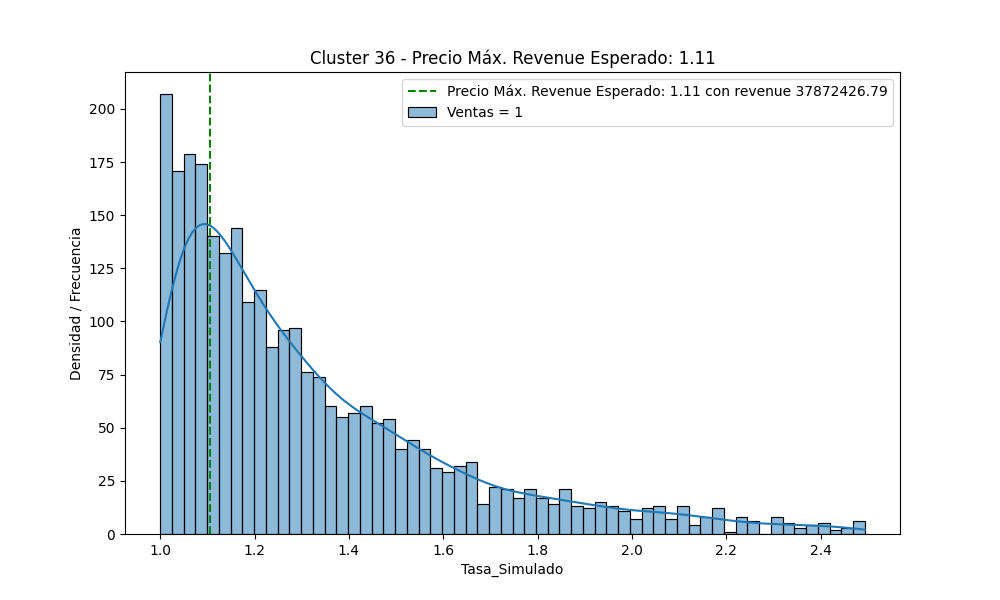 Cluster 36 - Precio Máx. Revenue Esperado: 1.11
Precio Máx. Revenue Esperado: 1.11 con revenue 37872426.79
Ventas = 1
Densidad / Frecuencia
200
175
150
125
100
75
50
25
0
1.0 1.2 1.4 1.6 1.8 2.0 2.2 2.4
Tasa_Simulado